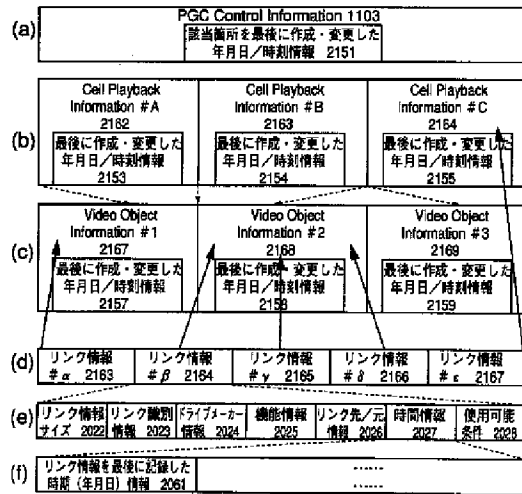 (a)
PGC Control Information 1103
該当箇所を最後に作成・変更した
年月日／時刻情報 2151
(b)
Cell Playback
Information #A
2162
最後に作成・変更した
年月日／時刻情報
2153
Cell Playback
Information #B
2163
最後に作成・変更した
年月日／時刻情報
2154
Cell Playback
Information #C
2164
最後に作成・変更した
年月日／時刻情報
2155
(c)
Video Object
Information #1
2167
最後に作成・変更した
年月日／時刻情報
2157
Video Object
Information #2
2168
最後に作成・変更した
年月日／時刻情報
2158
Video Object
Information #3
2169
最後に作成・変更した
年月日／時刻情報
2159
(d)
リンク情報
#α 2163
リンク情報
#β 2164
リンク情報
#γ 2165
リンク情報
#δ 2166
リンク情報
#ε 2167
(e)
リンク情報
サイズ 2022
リンク識別
情報 2023
ドライブメーカー
情報 2024
機能情報
2025
リンク先／元
情報 2026
時間情報
2027
使用可能
条件 2028
(f)
リンク情報を最後に記録した
時期（年月日）情報 2061
……
……